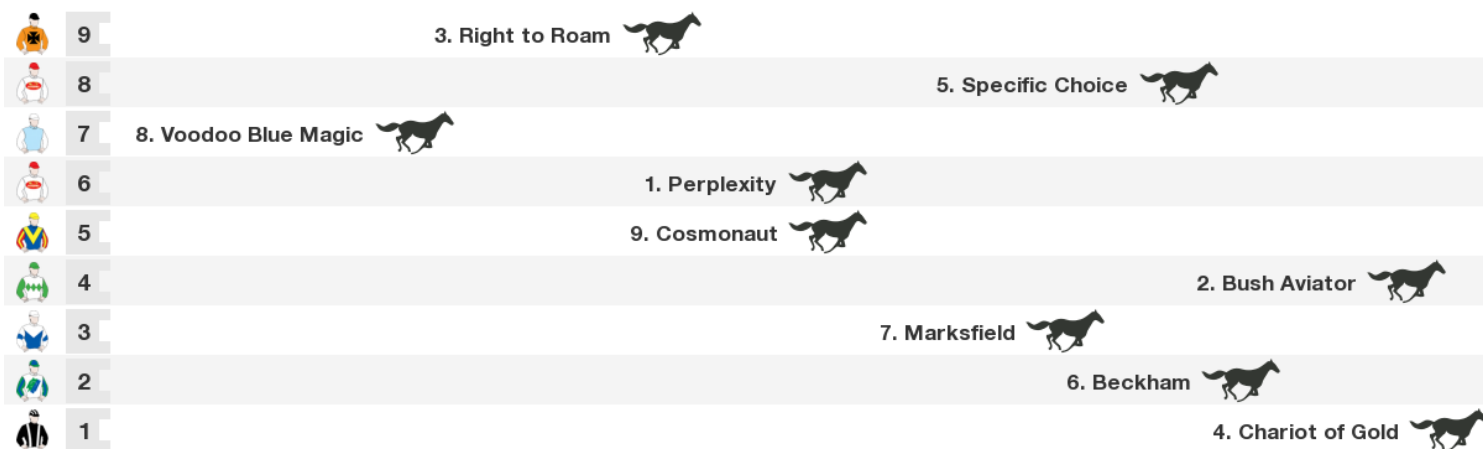 9 3. Right to Roam
8 5. Specific Choice
7 8. Voodoo Blue Magic
6 1. Perplexity
5 9. Cosmonaut
4 2. Bush Aviator
3 7. Marksfield
2 6. Beckham
1 4. Chariot of Gold